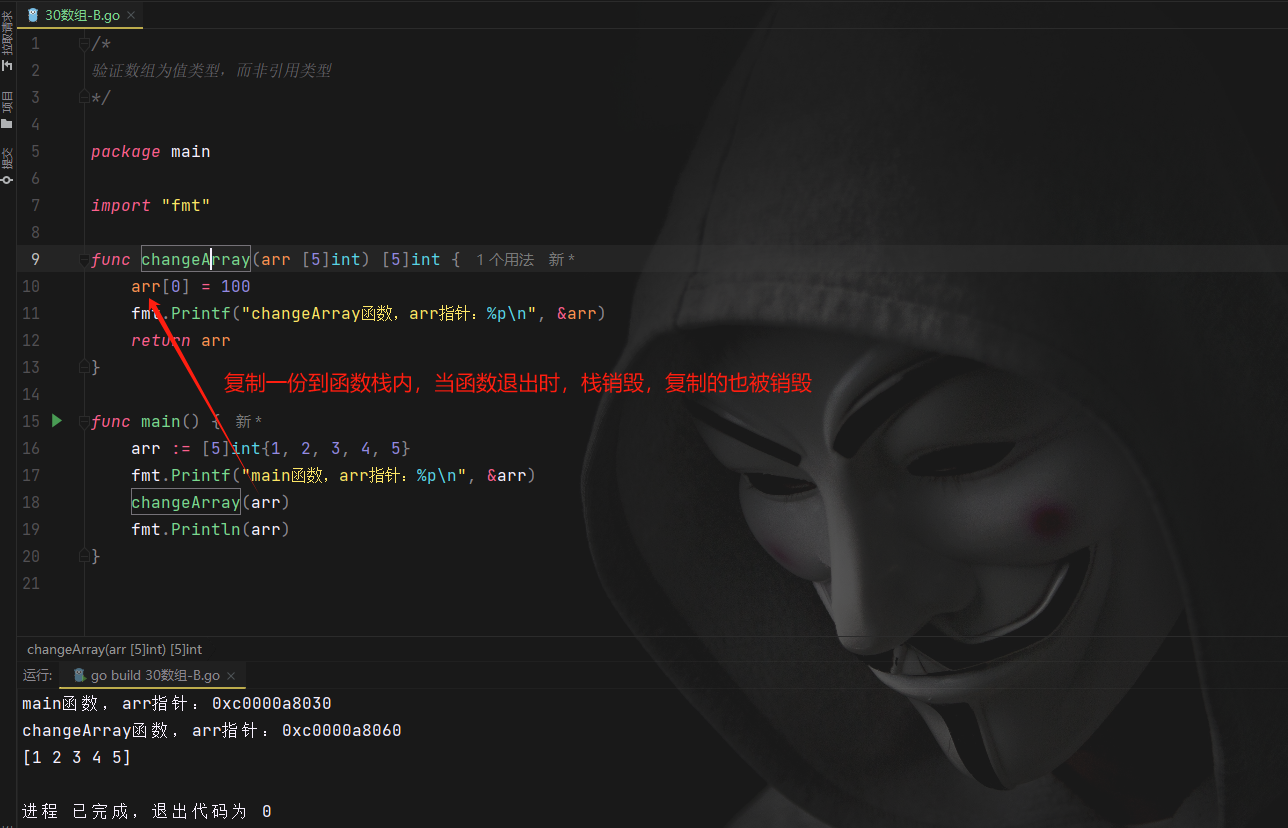 30数组-B.go
拉取请求
项目
提交
1 /*
2 验证数组为值类型，而非引用类型
3 */
4
5 package main
6
7 import "fmt"
8
9 func changeArray(arr [5]int) [5]int { 1 个用法 新 *
10 arr[0] = 100
11 fmt.Printf("changeArray函数，arr指针：%p\n", &arr)
12 return arr
13 }
复制一份到函数栈内，当函数退出时，栈销毁，复制的也被销毁
14
15 func main() { 新 *
16 arr := [5]int{1, 2, 3, 4, 5}
17 fmt.Printf("main函数，arr指针：%p\n", &arr)
18 changeArray(arr)
19 fmt.Println(arr)
20 }
21
changeArray(arr [5]int) [5]int
运行: go build 30数组-B.go
main函数，arr指针：0xc0000a8030
changeArray函数，arr指针：0xc0000a8060
[1 2 3 4 5]
进程 已完成，退出代码为 0